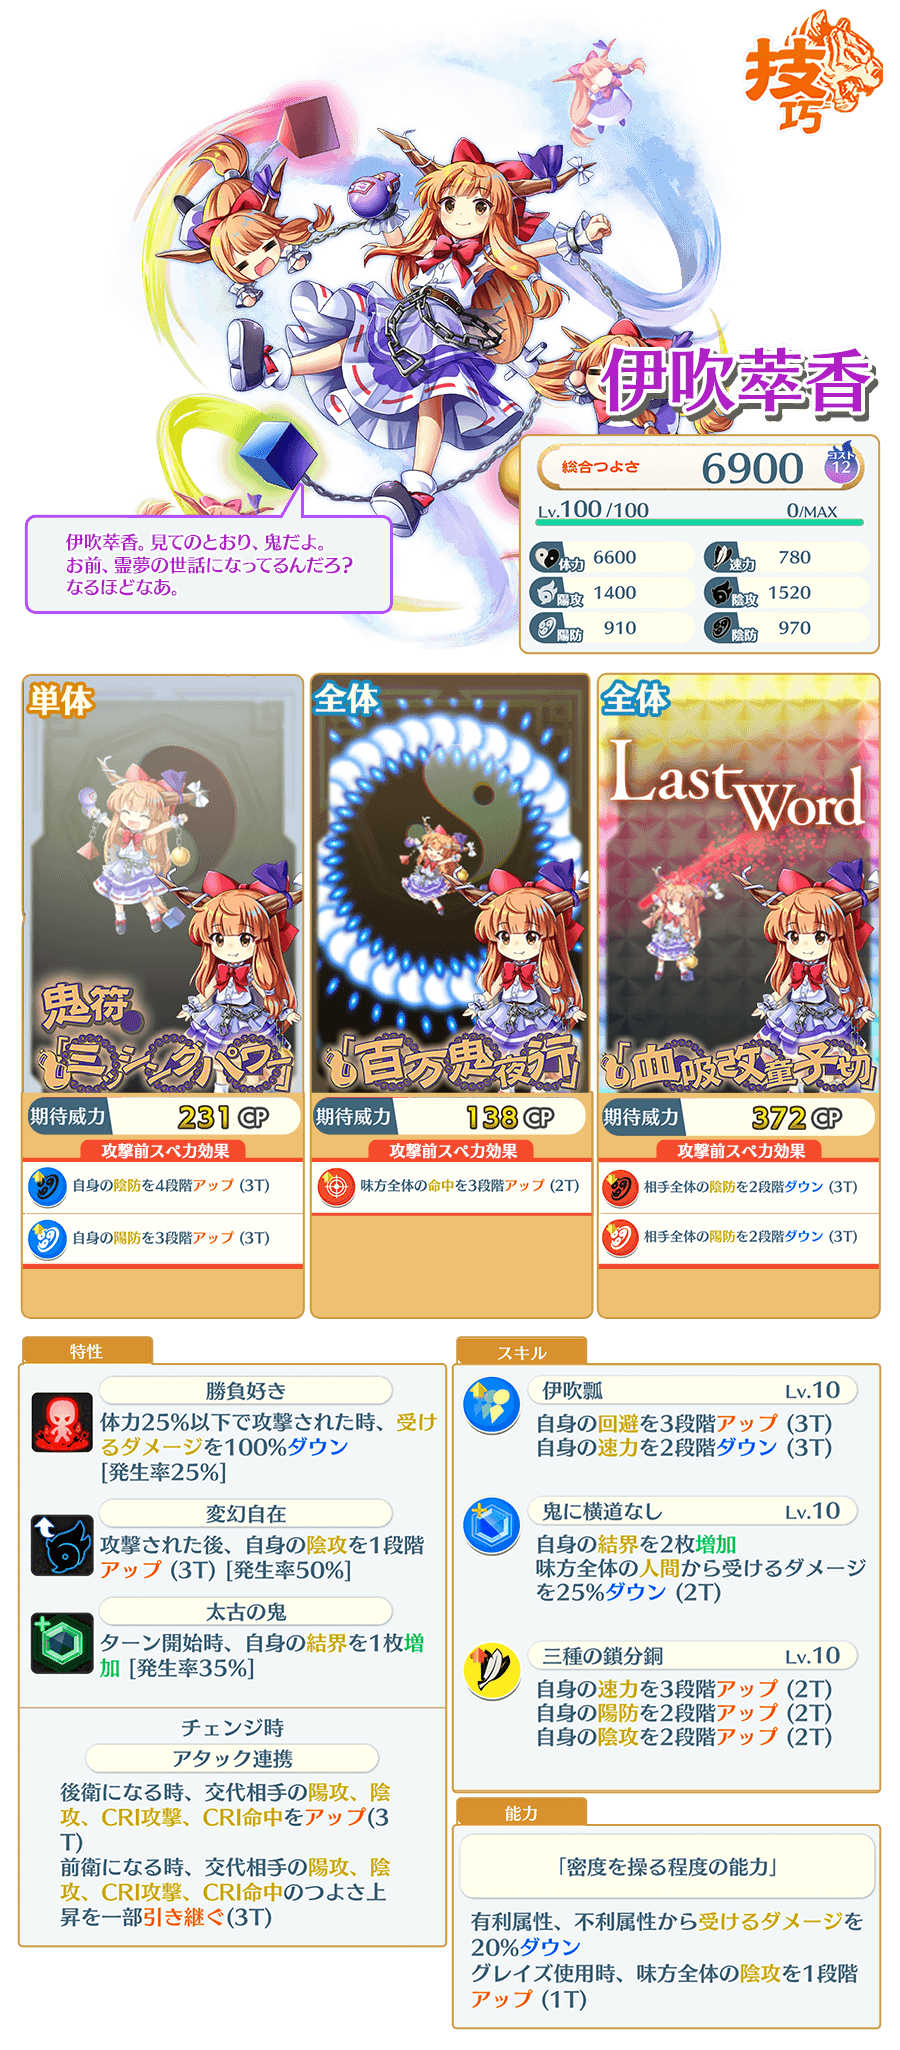 技巧
伊吹萃香
総合つよさ 6900 コスト 12
Lv.100/100 0/MAX
体力 6600 速力 780
陽攻 1400 陰攻 1520
陽防 910 陰防 970
伊吹萃香。見てのとおり、鬼だよ。
お前、霊夢の世話になってるんだろ?
なるほどなあ。
単体
鬼符
「ミッシングパワー」
期待威力 231 CP
攻撃前スペカ効果
自身の陰防を4段階アップ (3T)
自身の陽防を3段階アップ (3T)
全体
「百万鬼夜行」
期待威力 138 CP
攻撃前スペカ効果
味方全体の命中を3段階アップ (2T)
全体
Last Word
「血吸改童子切」
期待威力 372 CP
攻撃前スペカ効果
相手全体の陰防を2段階ダウン (3T)
相手全体の陽防を2段階ダウン (3T)
特性
勝負好き
体力25%以下で攻撃された時、受け
るダメージを100%ダウン
[発生率25%]
変幻自在
攻撃された後、自身の陰攻を1段階
アップ (3T) [発生率50%]
太古の鬼
ターン開始時、自身の結界を1枚増
加 [発生率35%]
チェンジ時
アタック連携
後衛になる時、交代相手の陽攻、陰
攻、CRI攻撃、CRI命中をアップ(3
T)
前衛になる時、交代相手の陽攻、陰
攻、CRI攻撃、CRI命中のつよさ上
昇を一部引き継ぐ(3T)
スキル
伊吹瓢 Lv.10
自身の回避を3段階アップ (3T)
自身の速力を2段階ダウン (3T)
鬼に横道なし Lv.10
自身の結界を2枚増加
味方全体の人間から受けるダメージ
を25%ダウン (2T)
三種の鎖分銅 Lv.10
自身の速力を3段階アップ (2T)
自身の陽防を2段階アップ (2T)
自身の陰攻を2段階アップ (2T)
能力
「密度を操る程度の能力」
有利属性、不利属性から受けるダメージを
20%ダウン
グレイズ使用時、味方全体の陰攻を1段階
アップ (1T)